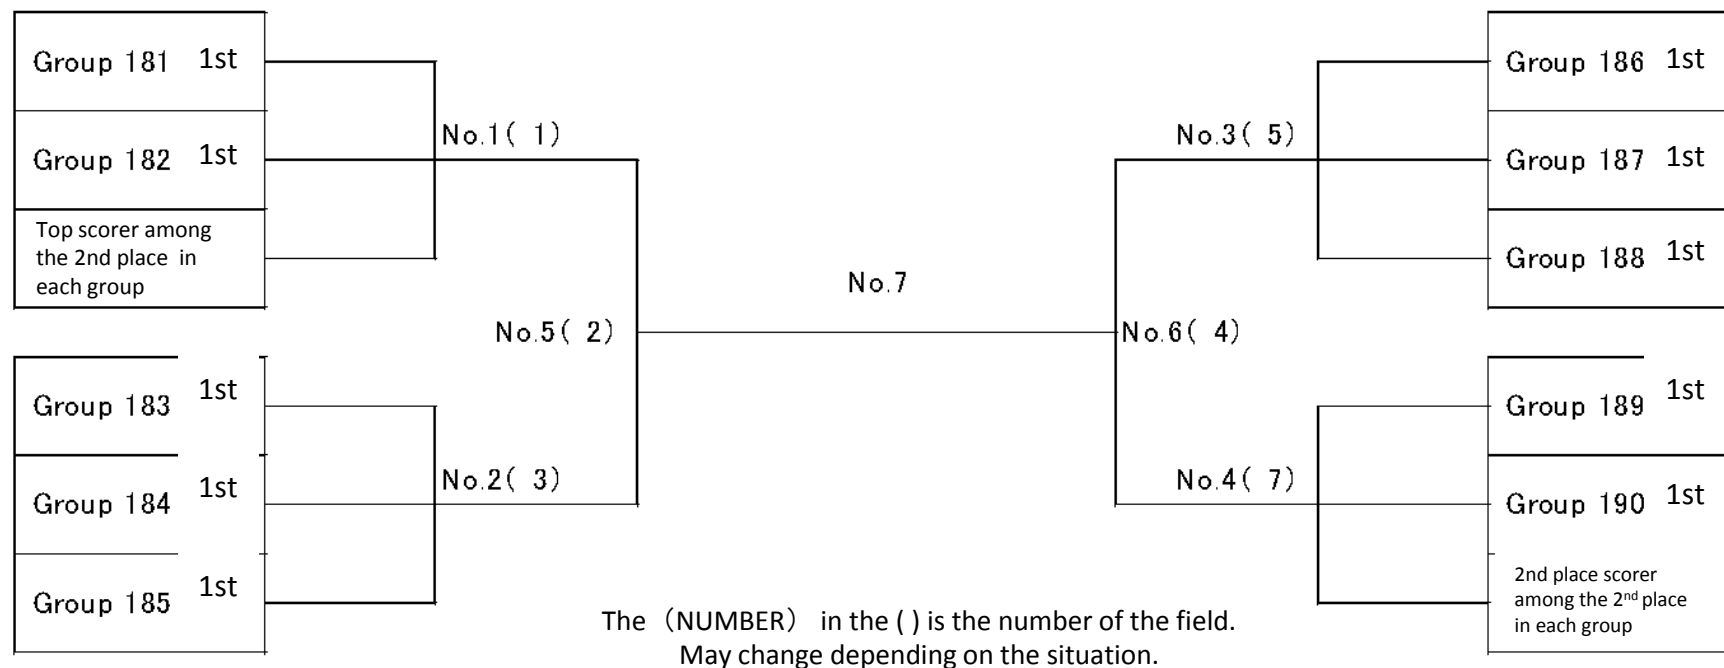 Group 181 1st
Group 182 1st
Top scorer among
the 2nd place in
each group
Group 183 1st
Group 184 1st
Group 185 1st
No.1( 1)
No.5( 2)
No.2( 3)
No.7
No.3( 5)
No.6( 4)
No.4( 7)
Group 186 1st
Group 187 1st
Group 188 1st
Group 189 1st
Group 190 1st
2nd place scorer
among the 2nd place
in each group
The （NUMBER） in the ( ) is the number of the field.
May change depending on the situation.